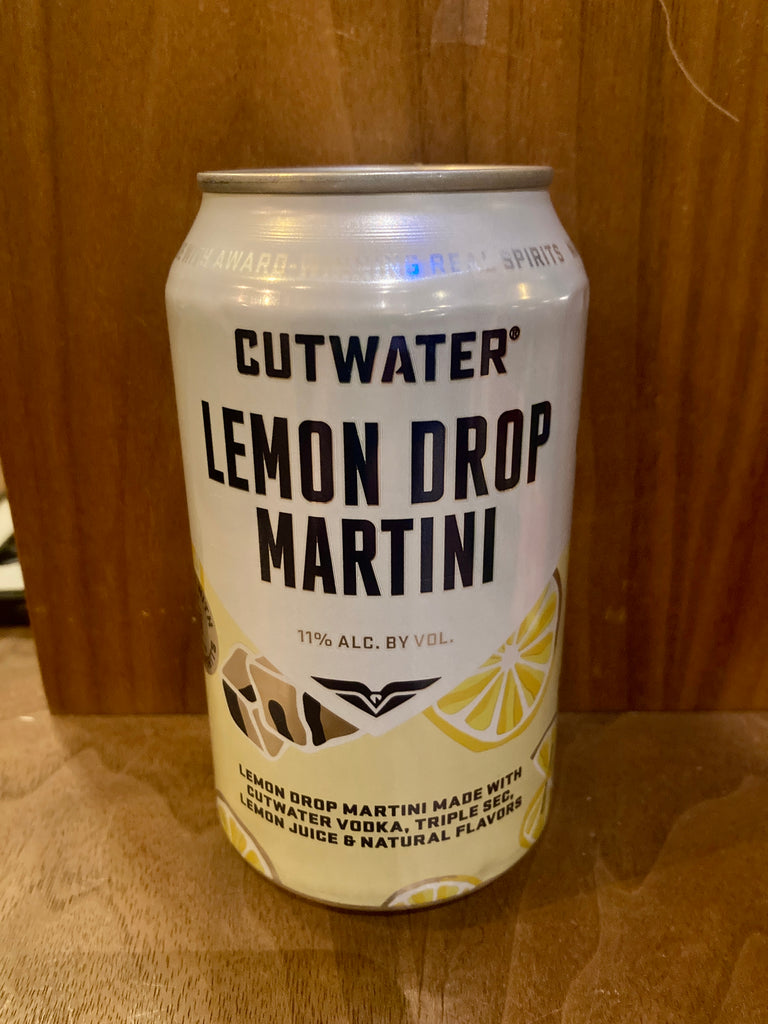 WITH AWARD-WINNING REAL SPIRITS
CUTWATER®
LEMON DROP
MARTINI
11% ALC. BY VOL.
LEMON DROP MARTINI MADE WITH
CUTWATER VODKA, TRIPLE SEC,
LEMON JUICE & NATURAL FLAVORS